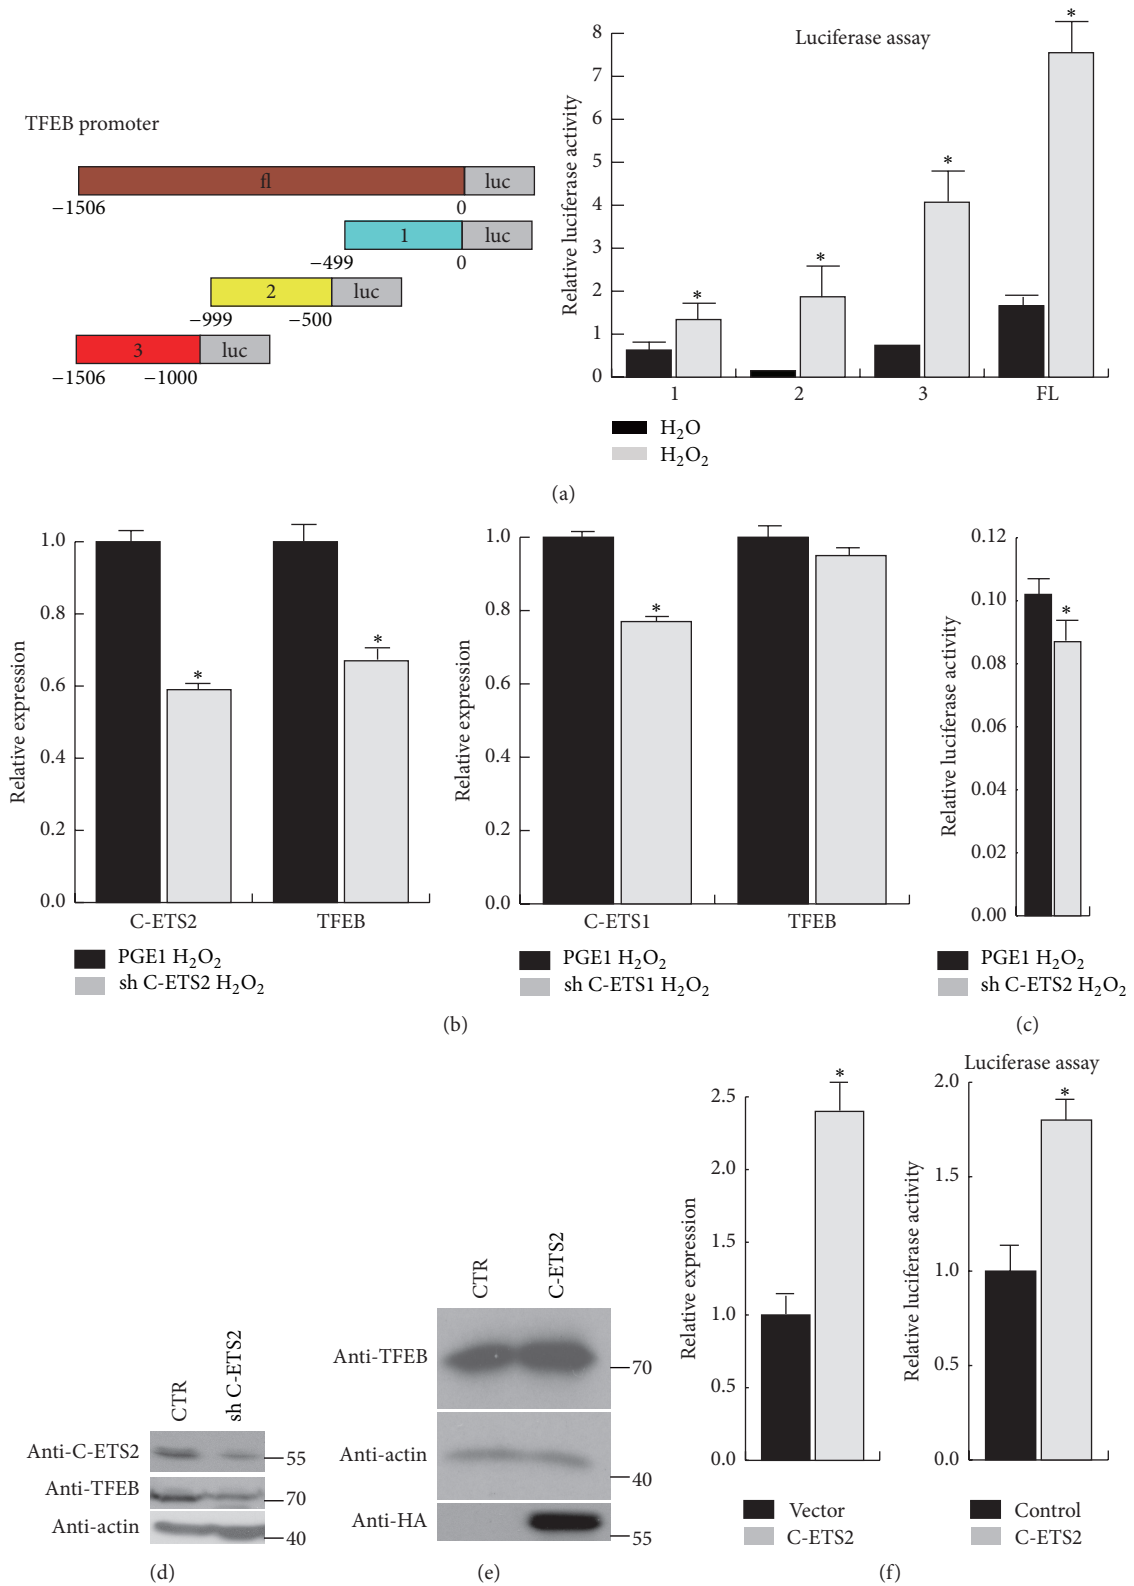 TFEB promoter
fl luc
−1506 0
1 luc
−499 0
2 luc
−999 −500
3 luc
−1506 −1000
Luciferase assay
Relative luciferase activity
8
7
6
5
4
3
2
1
0
* * * *
1 2 3 FL
H2O
H2O2
(a)
Relative expression
1.0
0.8
0.6
0.4
0.2
0.0
* *
C-ETS2 TFEB
PGE1 H2O2
sh C-ETS2 H2O2
Relative expression
1.0
0.8
0.6
0.4
0.2
0.0
*
C-ETS1 TFEB
PGE1 H2O2
sh C-ETS1 H2O2
(b)
Relative luciferase activity
0.12
0.10
0.08
0.06
0.04
0.02
0.00
*
PGE1 H2O2
sh C-ETS2 H2O2
(c)
CTR
sh C-ETS2
Anti-C-ETS2 55
Anti-TFEB 70
Anti-actin 40
(d)
CTR
C-ETS2
Anti-TFEB 70
Anti-actin 40
Anti-HA 55
(e)
Relative expression
2.5
2.0
1.5
1.0
0.5
0.0
*
Vector
C-ETS2
Luciferase assay
Relative luciferase activity
2.0
1.5
1.0
0.5
0.0
*
Control
C-ETS2
(f)